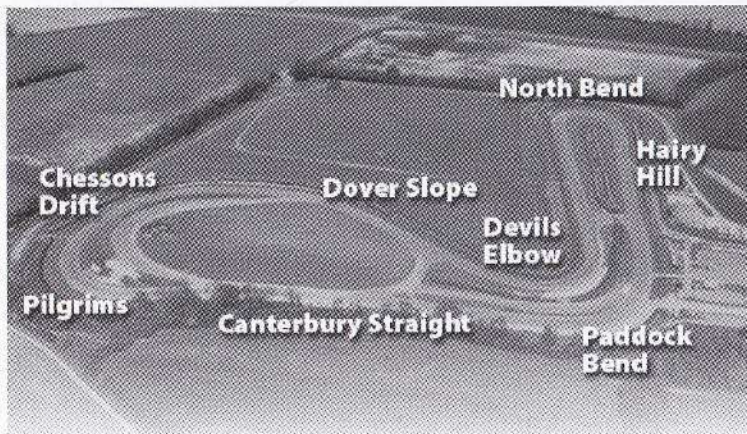 North Bend
Hairy
Hill
Chessons
Drift
Dover Slope
Devils
Elbow
Pilgrims
Canterbury Straight
Paddock
Bend